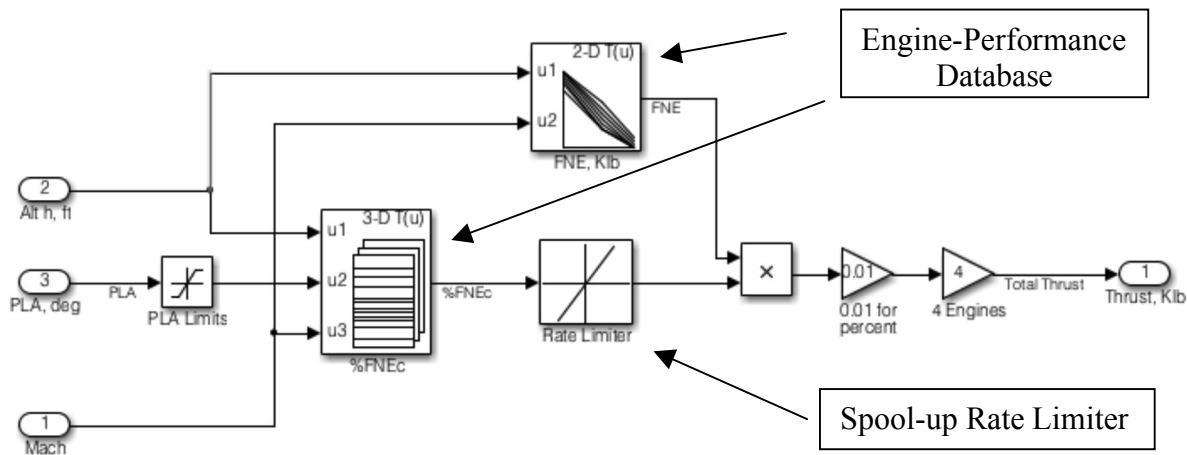 Engine-Performance
Database
2-D T(u)
u1
u2
FNE
FNE, Klb
2
Alt h, ft
3-D T(u)
u1
u2
u3
%FNEc
%FNEc
3
PLA, deg
PLA
PLA Limits
Rate Limiter
×
0.01
0.01 for
percent
4
4 Engines
Total Thrust
1
Thrust, Klb
1
Mach
Spool-up Rate Limiter